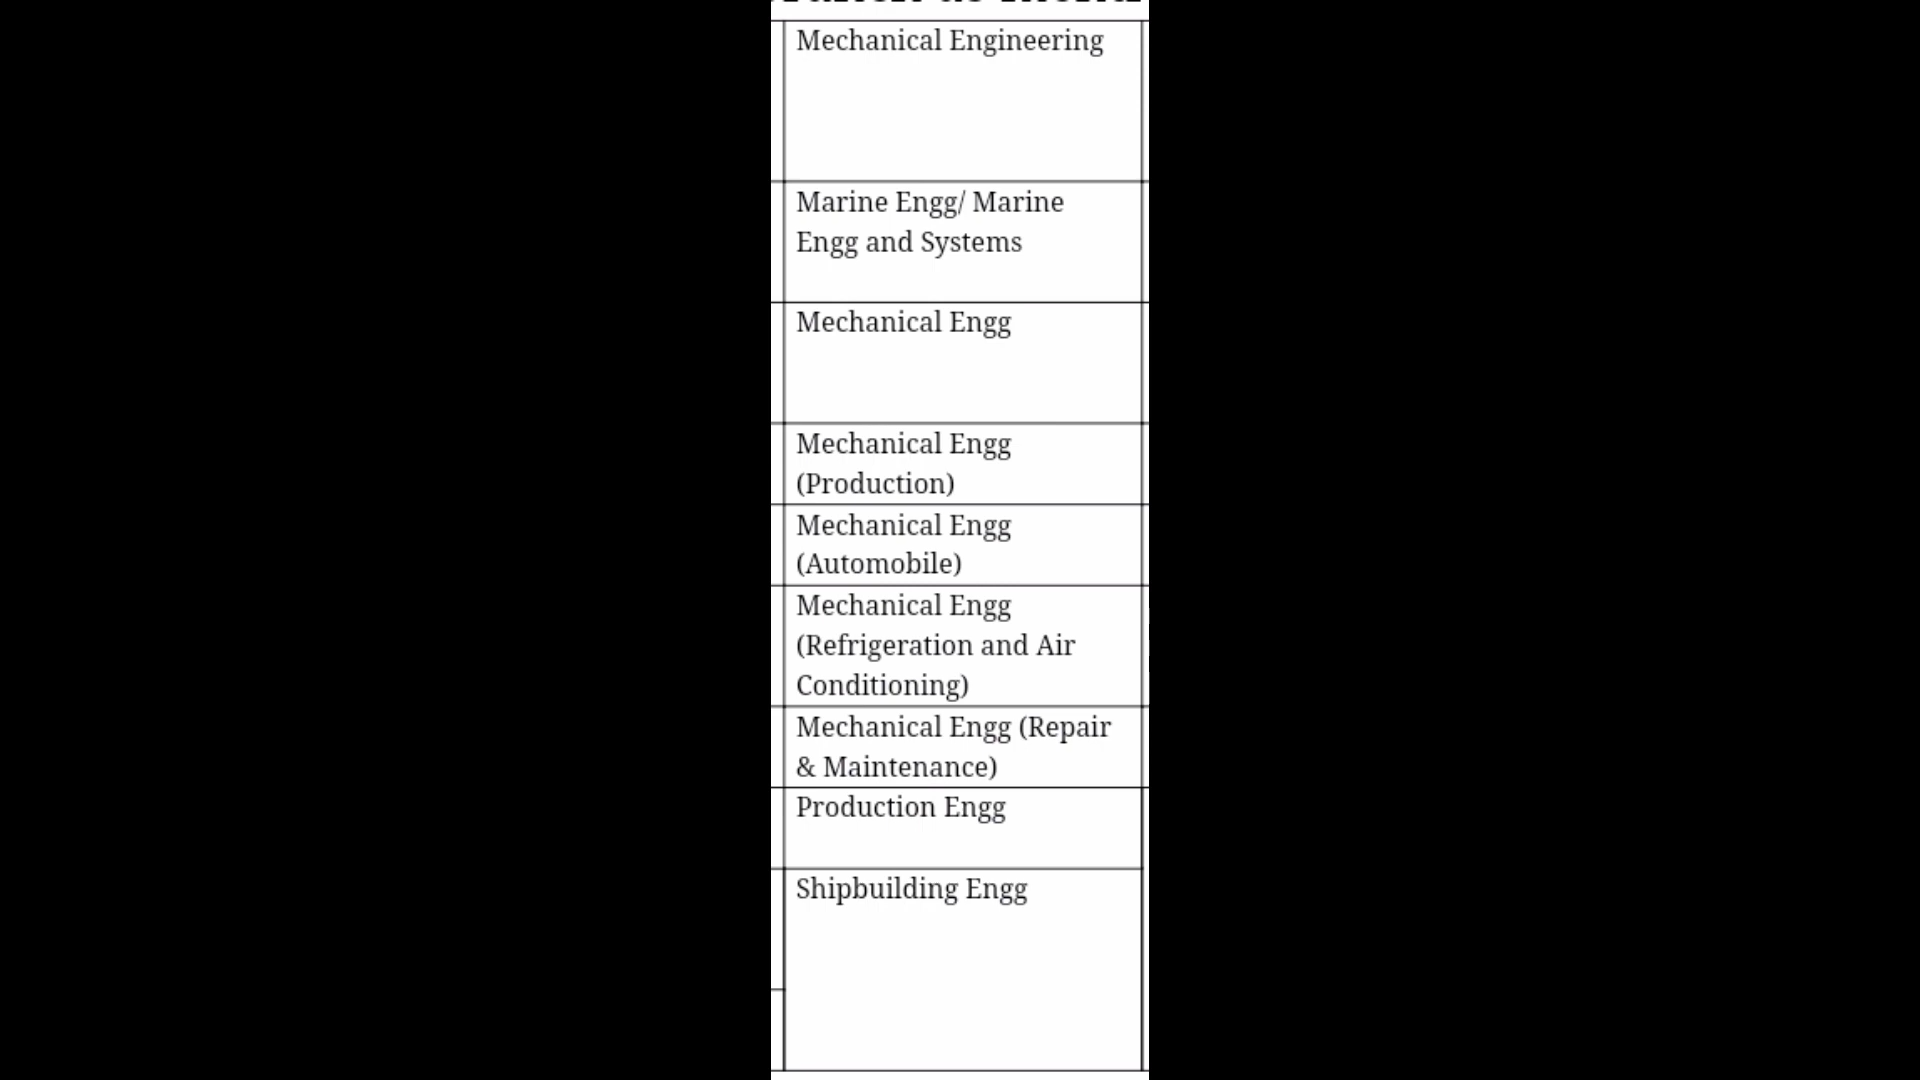 Mechanical Engineering
Marine Engg/ Marine
Engg and Systems
Mechanical Engg
Mechanical Engg
(Production)
Mechanical Engg
(Automobile)
Mechanical Engg
(Refrigeration and Air
Conditioning)
Mechanical Engg (Repair
& Maintenance)
Production Engg
Shipbuilding Engg